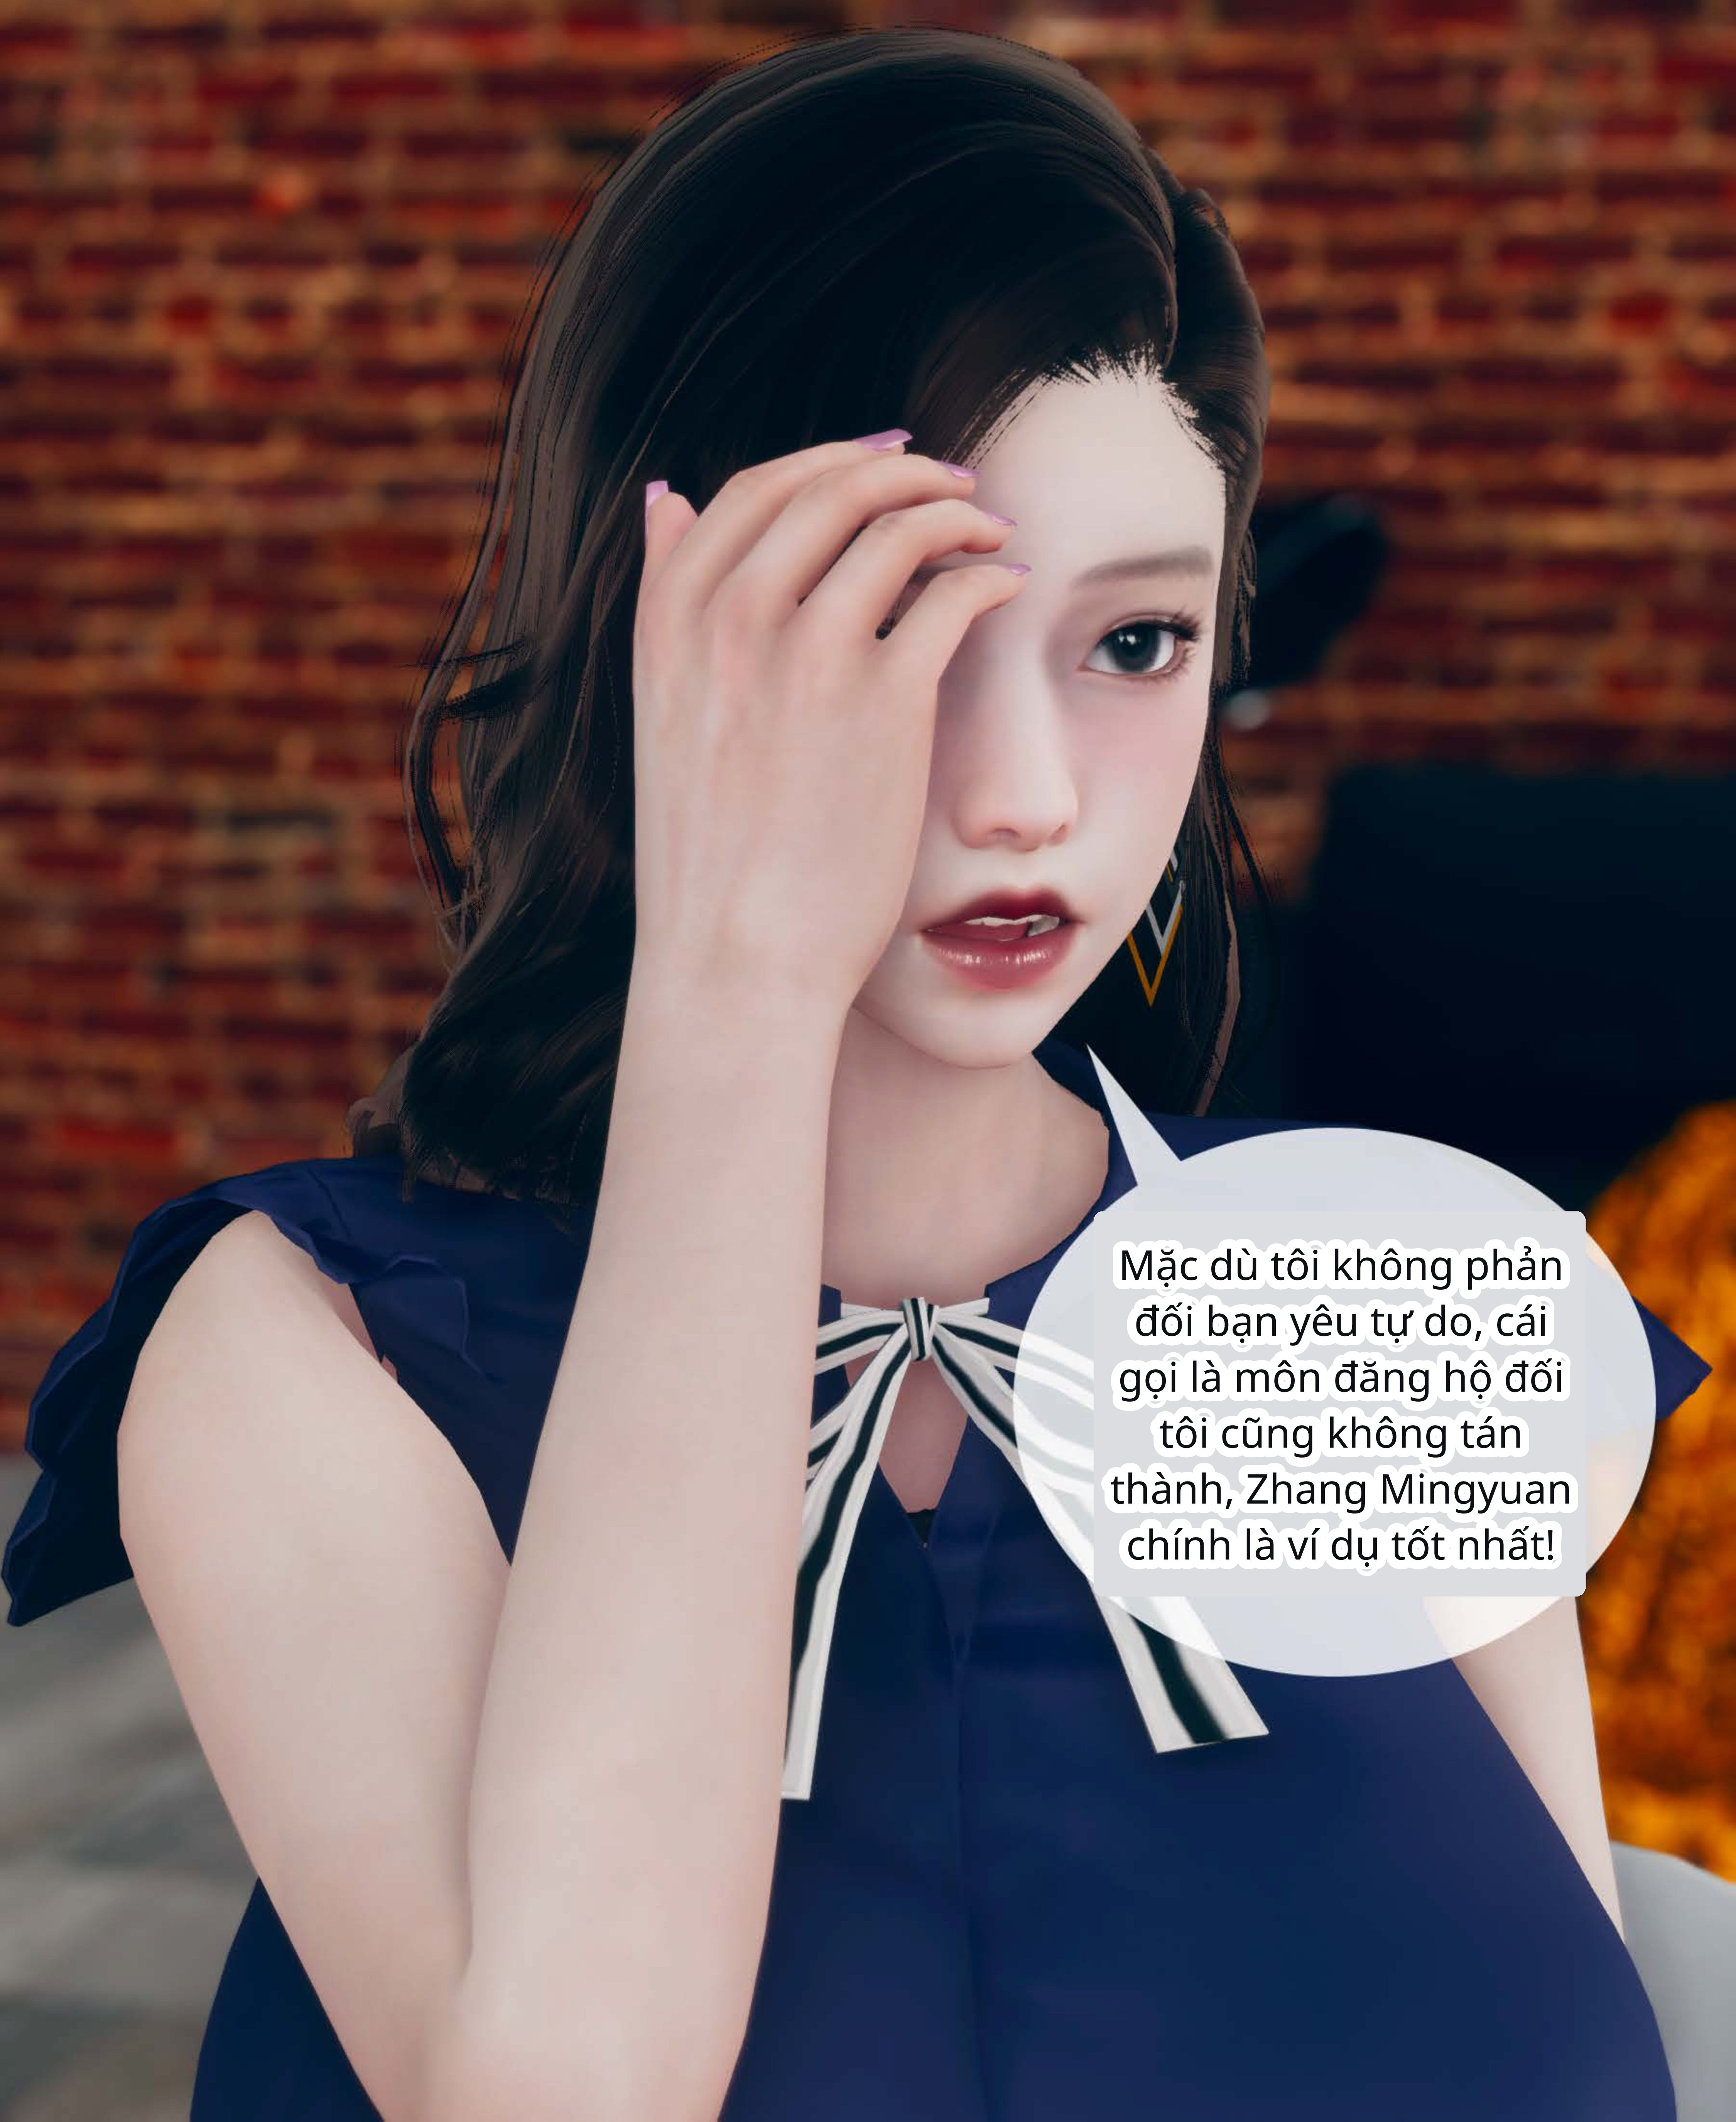 Mặc dù tôi không phản
đối bạn yêu tự do, cái
gọi là môn đăng hộ đối
tôi cũng không tán
thành, Zhang Mingyuan
chính là ví dụ tốt nhất!